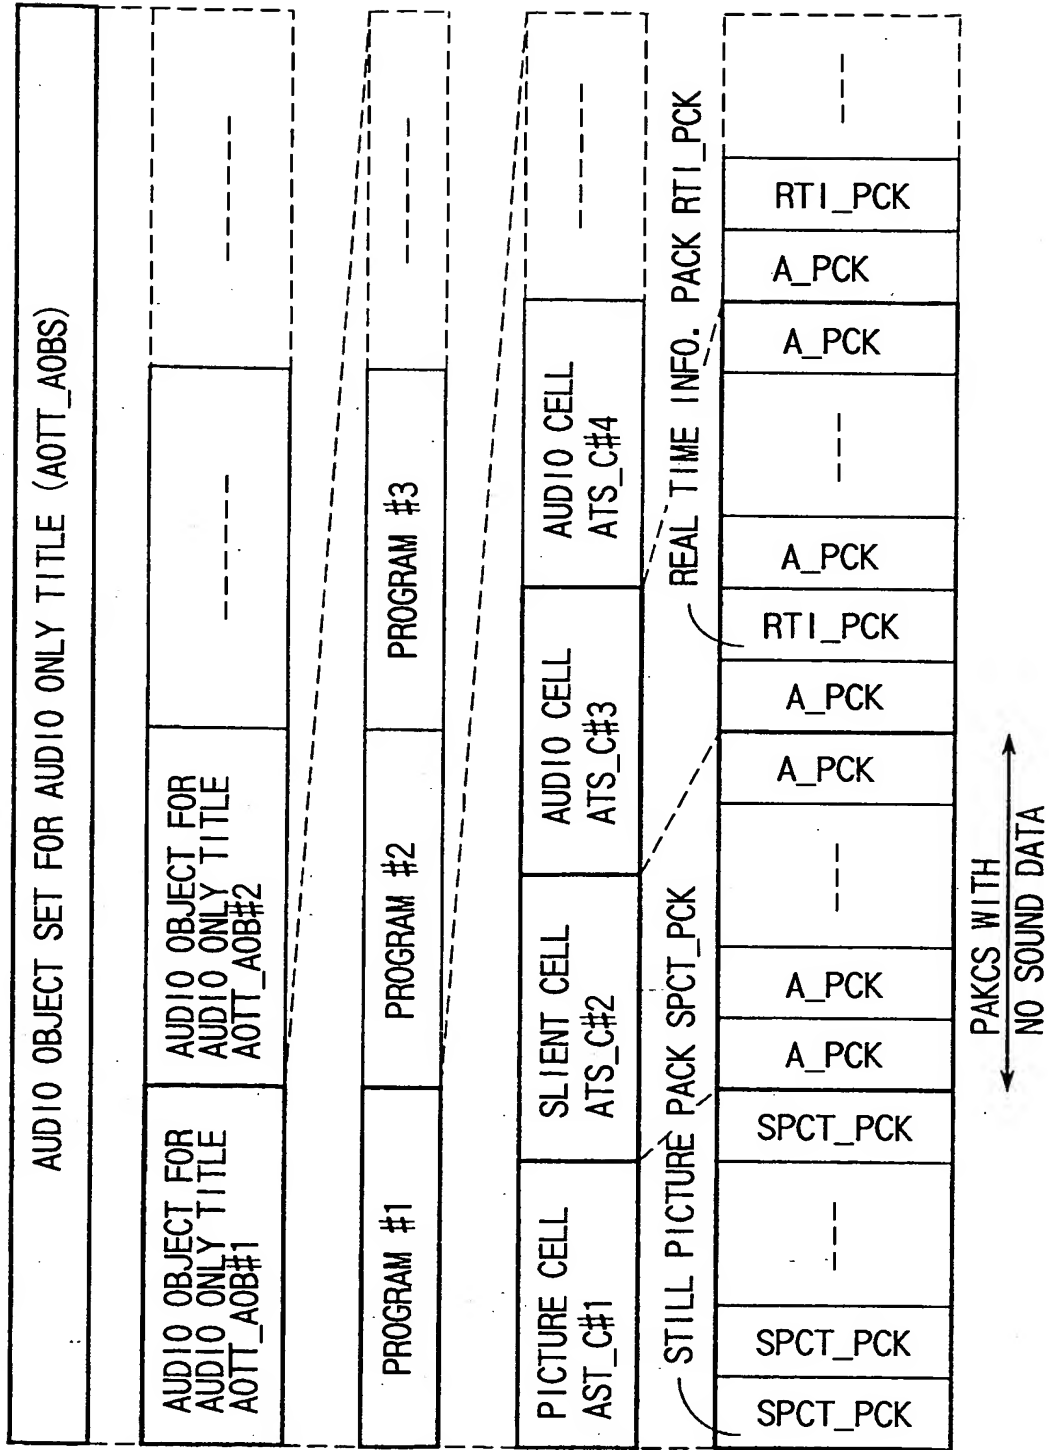 AUDIO OBJECT SET FOR AUDIO ONLY TITLE (AOTT_AOBS)
AUDIO OBJECT FOR
AUDIO ONLY TITLE
AOTT_AOB#1
AUDIO OBJECT FOR
AUDIO ONLY TITLE
AOTT_AOB#2
PROGRAM #1
PROGRAM #2
PROGRAM #3
PICTURE CELL
AST_C#1
SLIENT CELL
ATS_C#2
AUDIO CELL
ATS_C#3
AUDIO CELL
ATS_C#4
STILL PICTURE PACK SPCT_PCK
REAL TIME INFO. PACK RTI_PCK
SPCT_PCK
SPCT_PCK
SPCT_PCK
A_PCK
A_PCK
A_PCK
A_PCK
RTI_PCK
A_PCK
A_PCK
A_PCK
RTI_PCK
PAKCS WITH
NO SOUND DATA